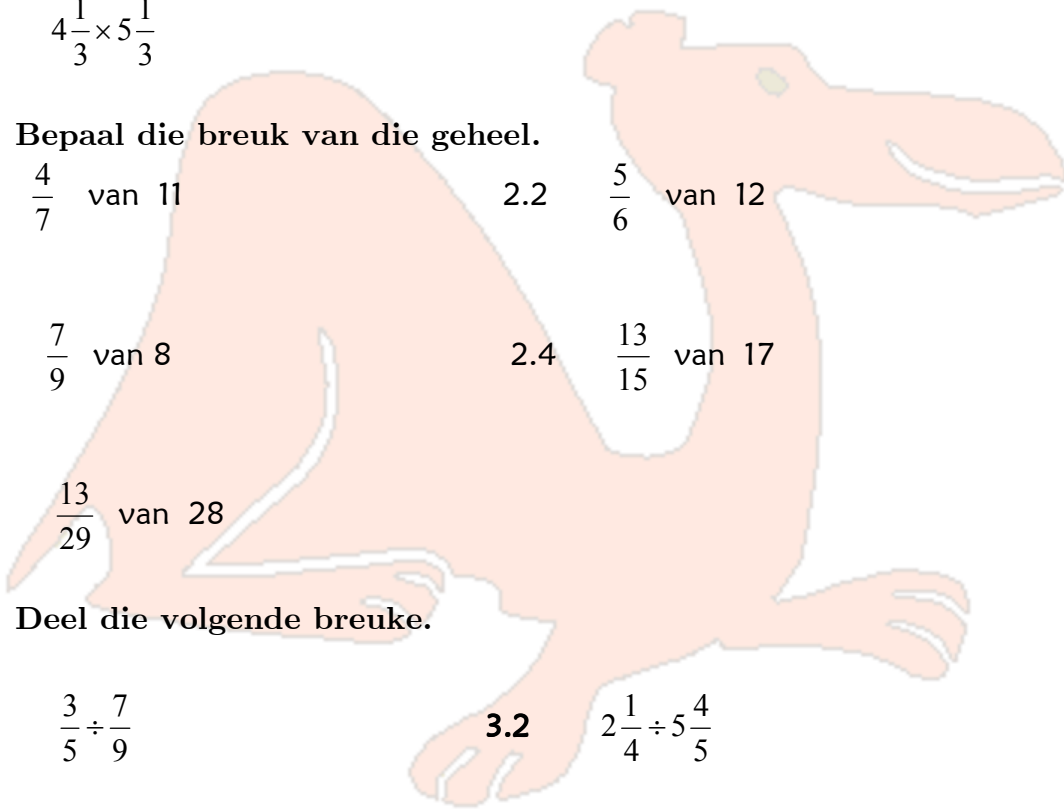 4 1/3 × 5 1/3
Bepaal die breuk van die geheel.
4/7 van 11 2.2 5/6 van 12
7/9 van 8 2.4 13/15 van 17
13/29 van 28
Deel die volgende breuke.
3/5 ÷ 7/9 3.2 2 1/4 ÷ 5 4/5